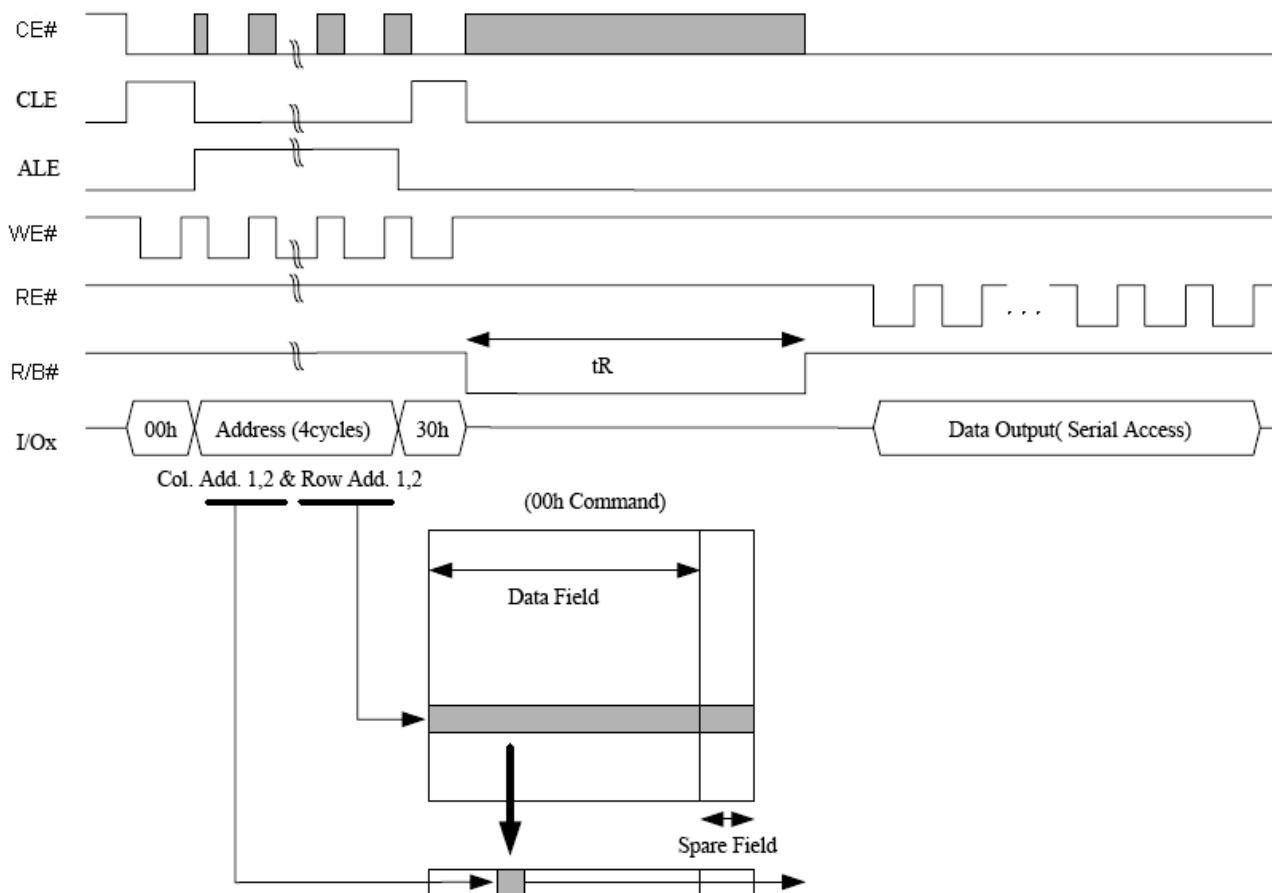 CE#
CLE
ALE
WE#
RE#
. . .
R/B#
tR
I/Ox
00h
Address (4cycles)
30h
Data Output( Serial Access)
Col. Add. 1,2 & Row Add. 1,2
(00h Command)
Data Field
Spare Field